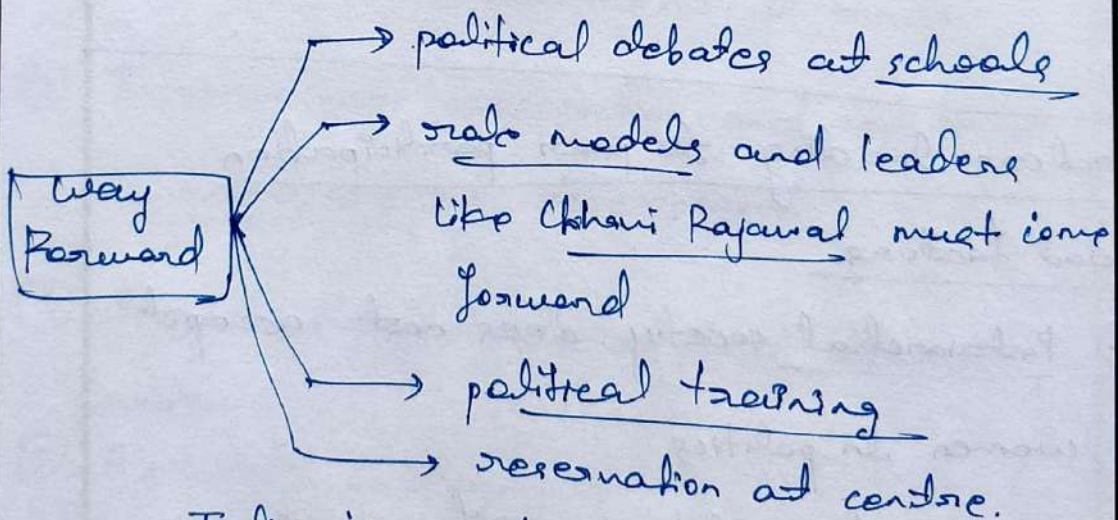 political debates at schools
role models and leaders
Way
like Chhavi Rajawat must come
Forward
forward
political training
reservation at centre.